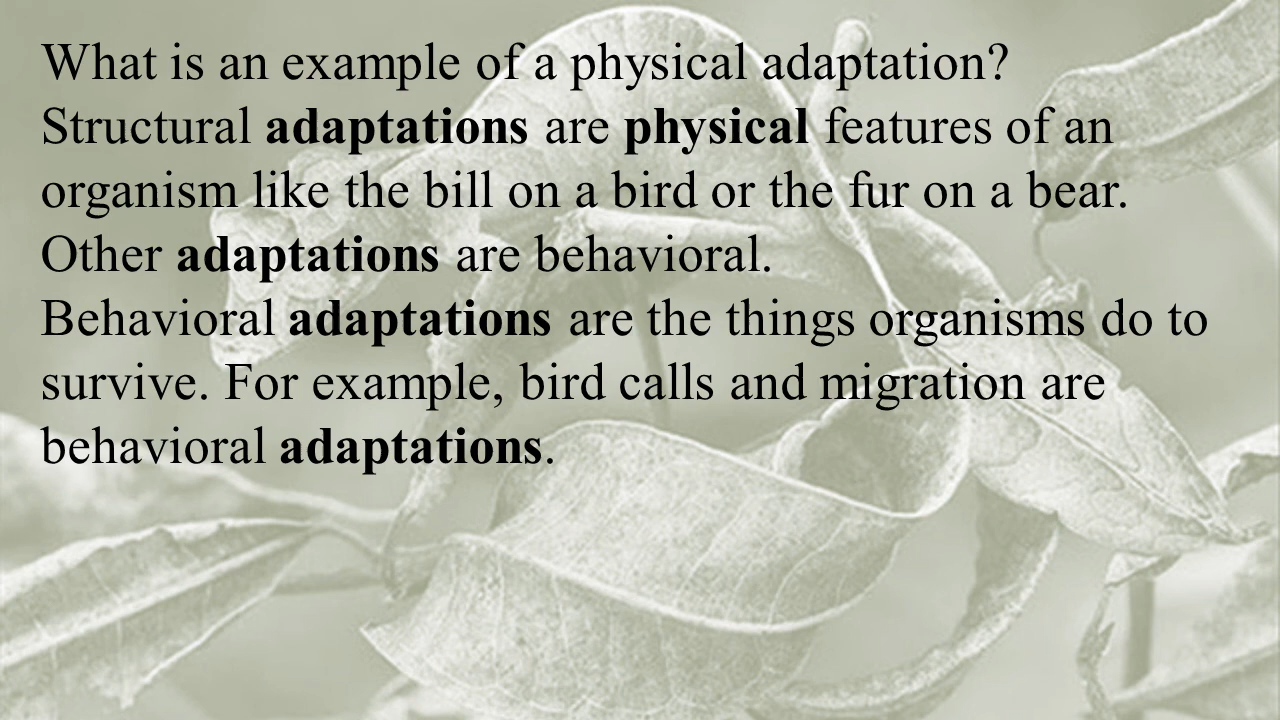 What is an example of a physical adaptation?
Structural adaptations are physical features of an
organism like the bill on a bird or the fur on a bear.
Other adaptations are behavioral.
Behavioral adaptations are the things organisms do to
survive. For example, bird calls and migration are
behavioral adaptations.